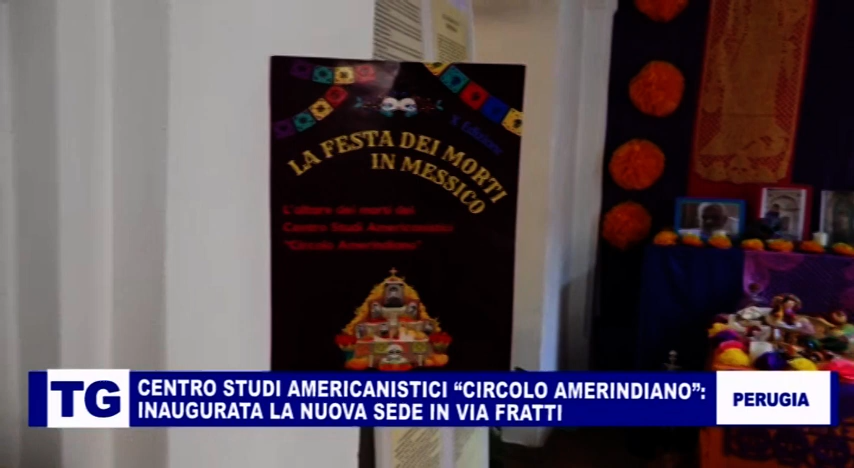 X Edizione
LA FESTA DEI MORTI
IN MESSICO
L'altare dei morti del
Centro Studi Americanistici
"Circolo Amerindiano"
TG
CENTRO STUDI AMERICANISTICI “CIRCOLO AMERINDIANO”:
INAUGURATA LA NUOVA SEDE IN VIA FRATTI
PERUGIA